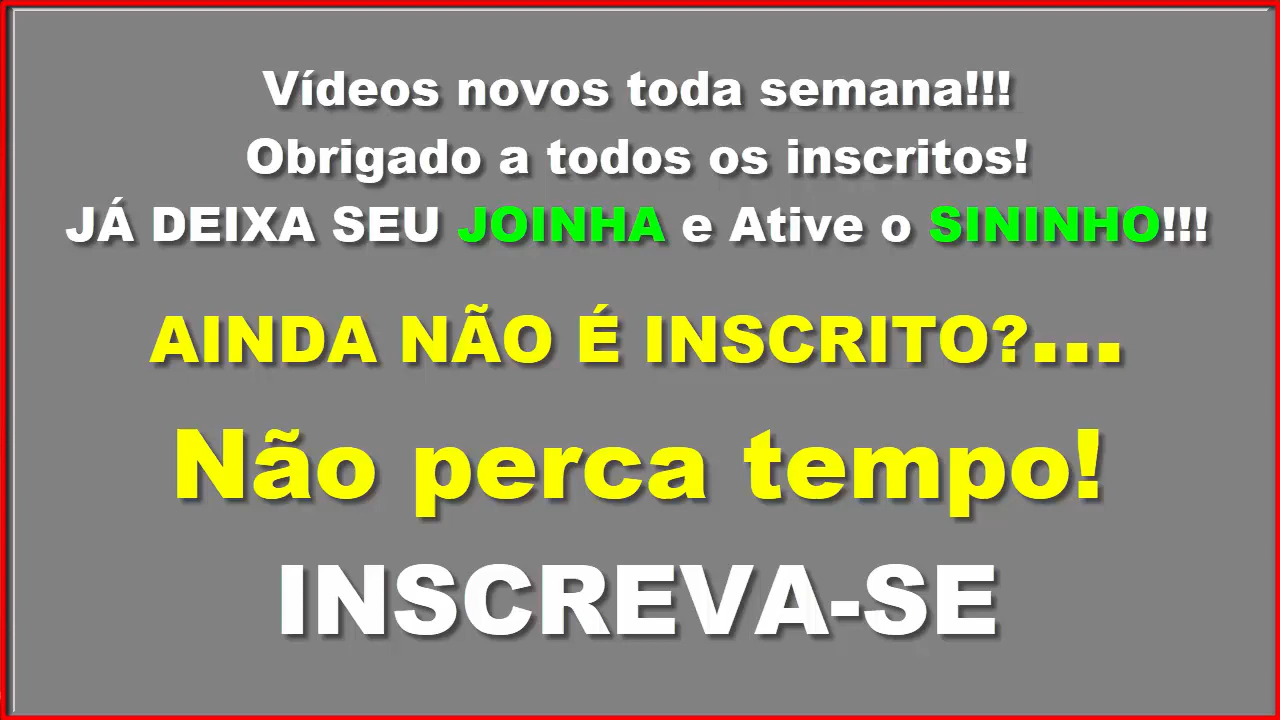 Vídeos novos toda semana!!!
Obrigado a todos os inscritos!
JÁ DEIXA SEU JOINHA e Ative o SININHO!!!
AINDA NÃO É INSCRITO?...
Não perca tempo!
INSCREVA-SE